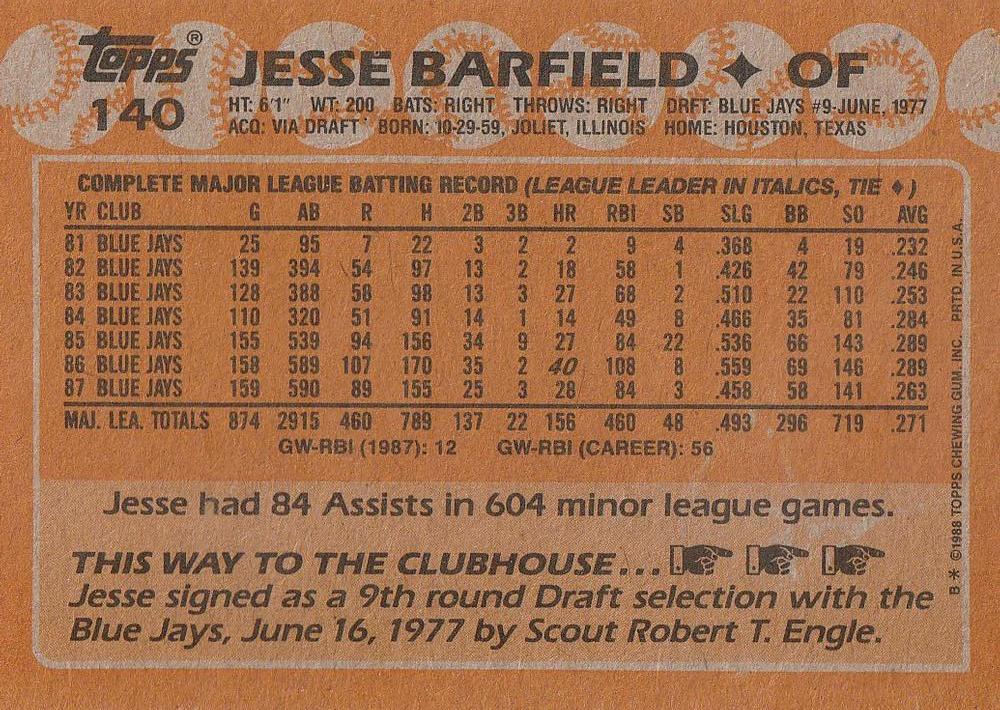 topps®
140
JESSE BARFIELD ✦ OF
HT: 6'1" WT: 200 BATS: RIGHT THROWS: RIGHT DRFT: BLUE JAYS #9-JUNE, 1977
ACQ: VIA DRAFT BORN: 10-29-59, JOLIET, ILLINOIS HOME: HOUSTON, TEXAS
COMPLETE MAJOR LEAGUE BATTING RECORD (LEAGUE LEADER IN ITALICS, TIE ♦)
YR CLUB G AB R H 2B 3B HR RBI SB SLG BB SO AVG
81 BLUE JAYS 25 95 7 22 3 2 2 9 4 .368 4 19 .232
82 BLUE JAYS 139 394 54 97 13 2 18 58 1 .426 42 79 .246
83 BLUE JAYS 128 388 58 98 13 3 27 68 2 .510 22 110 .253
84 BLUE JAYS 110 320 51 91 14 1 14 49 8 .466 35 81 .284
85 BLUE JAYS 155 539 94 156 34 9 27 84 22 .536 66 143 .289
86 BLUE JAYS 158 589 107 170 35 2 40 108 8 .559 69 146 .289
87 BLUE JAYS 159 590 89 155 25 3 28 84 3 .458 58 141 .263
MAJ. LEA. TOTALS 874 2915 460 789 137 22 156 460 48 .493 296 719 .271
GW-RBI (1987): 12 GW-RBI (CAREER): 56
Jesse had 84 Assists in 604 minor league games.
THIS WAY TO THE CLUBHOUSE...
Jesse signed as a 9th round Draft selection with the
Blue Jays, June 16, 1977 by Scout Robert T. Engle.
B.* ©1988 TOPPS CHEWING GUM, INC. PRTD. IN U.S.A.